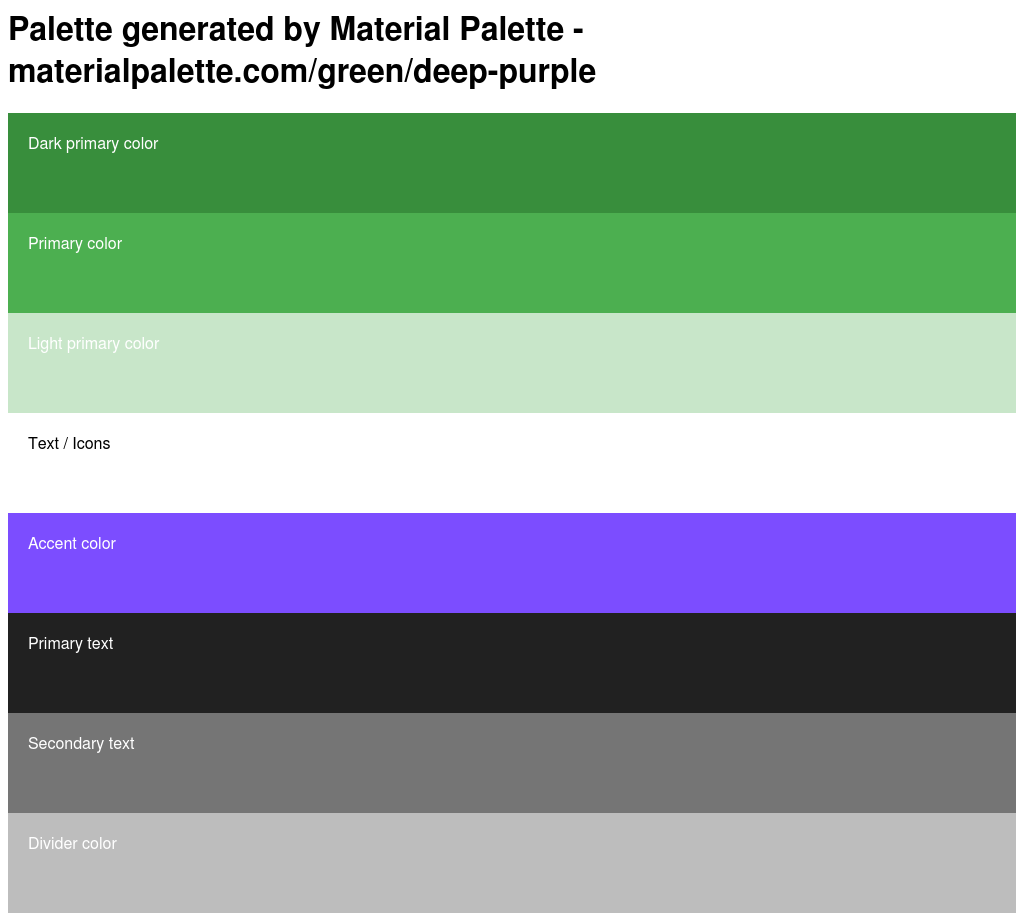 Palette generated by Material Palette -
materialpalette.com/green/deep-purple
Dark primary color
Primary color
Light primary color
Text / Icons
Accent color
Primary text
Secondary text
Divider color